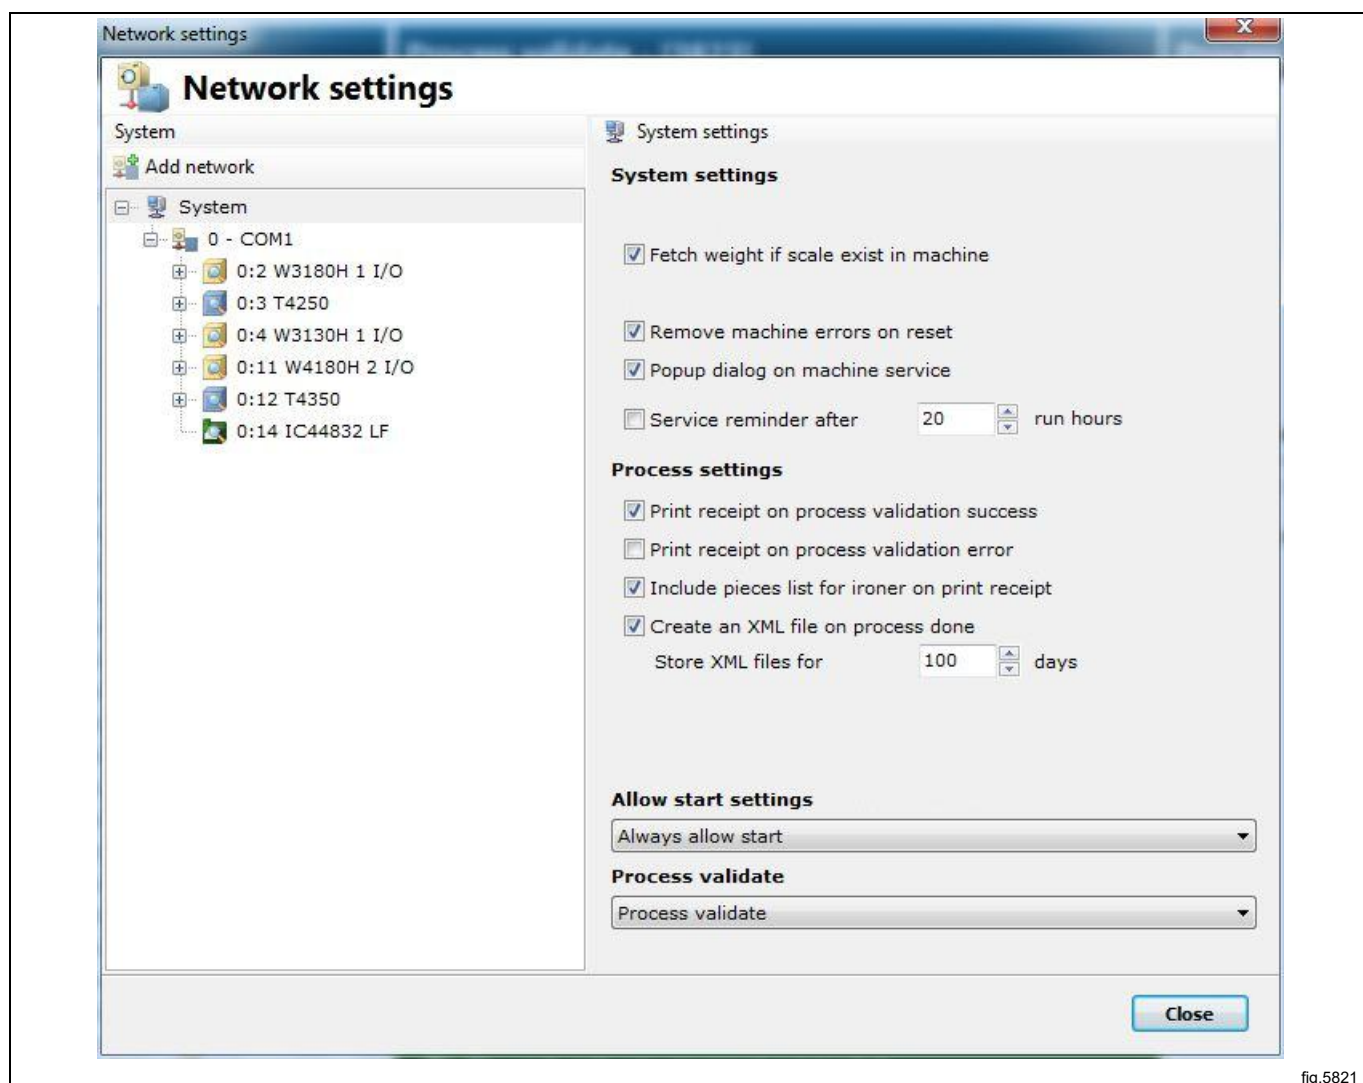 Network settings
Network settings
System
Add network
System
0 - COM1
0:2 W3180H 1 I/O
0:3 T4250
0:4 W3130H 1 I/O
0:11 W4180H 2 I/O
0:12 T4350
0:14 IC44832 LF
System settings
System settings
Fetch weight if scale exist in machine
Remove machine errors on reset
Popup dialog on machine service
Service reminder after 20 run hours
Process settings
Print receipt on process validation success
Print receipt on process validation error
Include pieces list for ironer on print receipt
Create an XML file on process done
Store XML files for 100 days
Allow start settings
Always allow start
Process validate
Process validate
Close
fig.5821